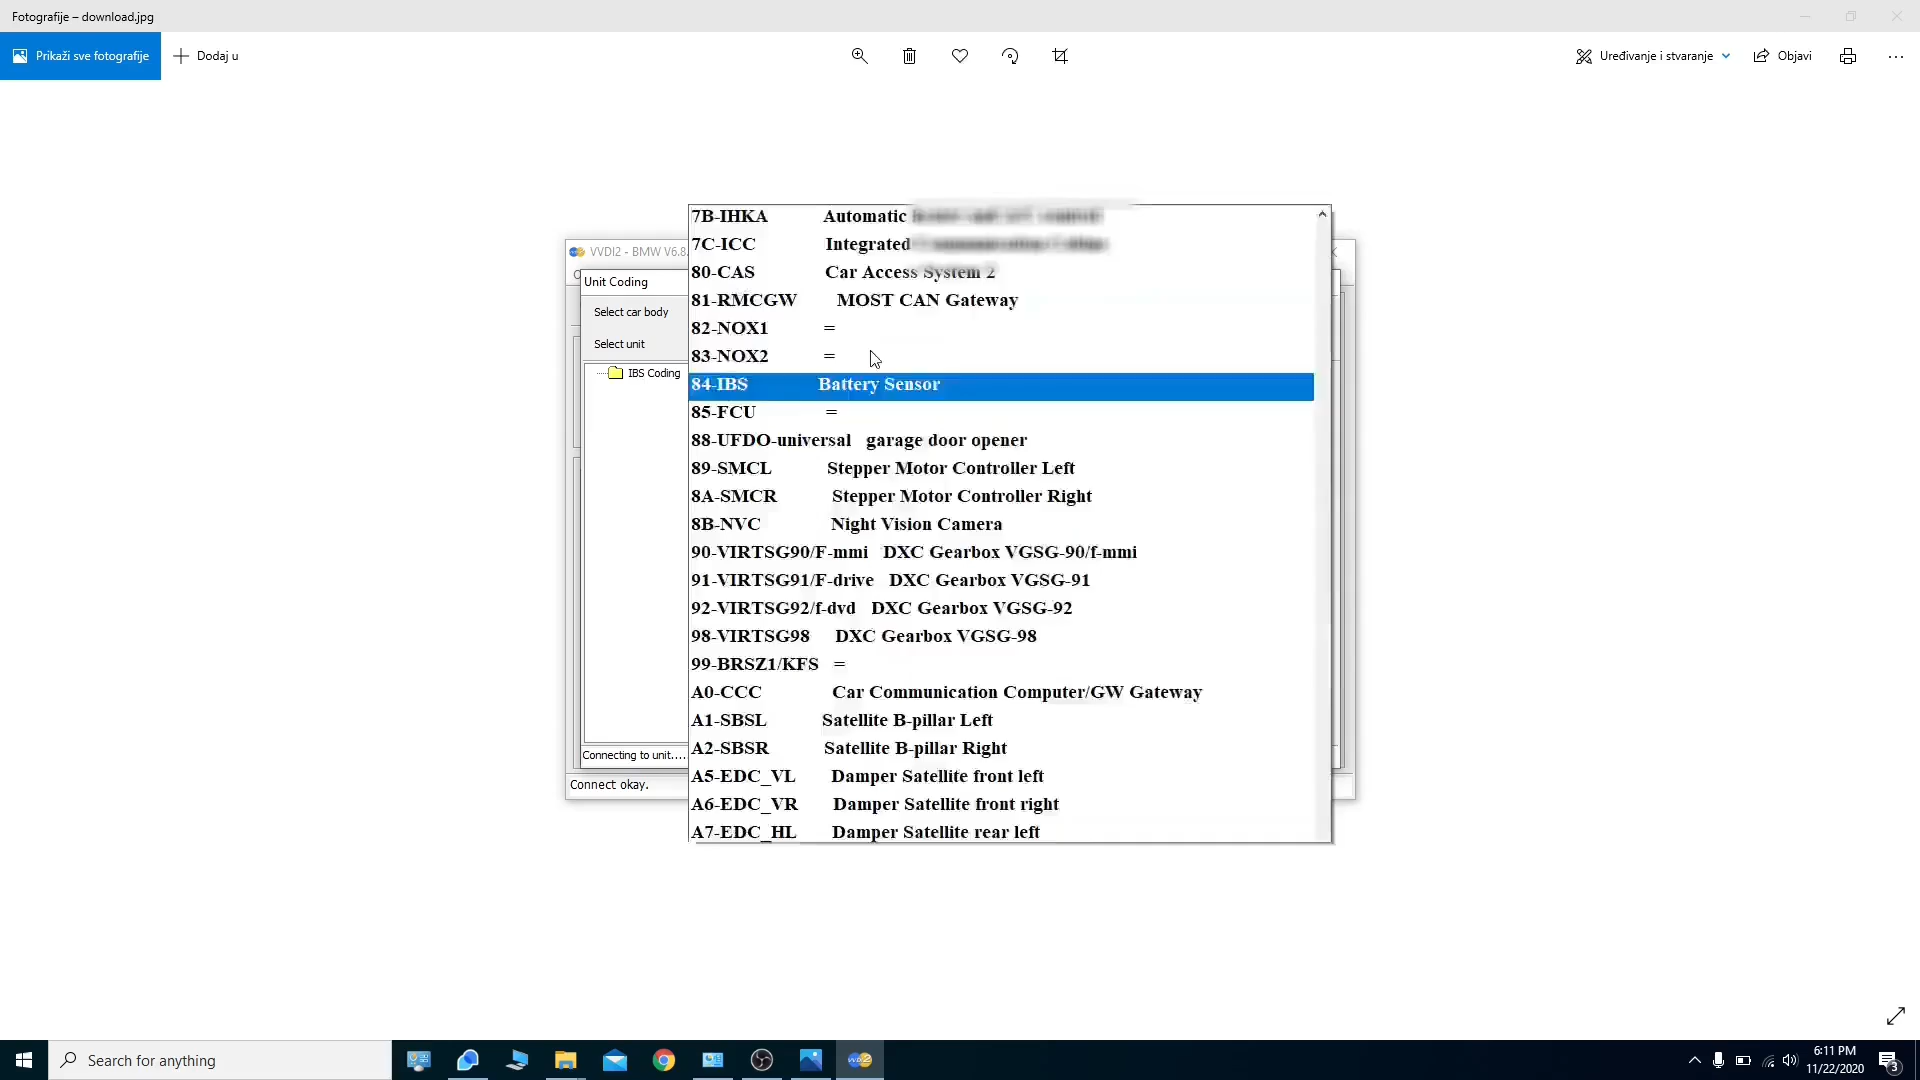 Fotografije – download.jpg
Prikaži sve fotografije
Dodaj u
Uređivanje i stvaranje
Objavi
VVDI2 - BMW V6.8.
Unit Coding
Select car body
Select unit
IBS Coding
Connecting to unit.....
Connect okay.
7B-IHKA Automatic
7C-ICC Integrated
80-CAS Car Access System 2
81-RMCGW MOST CAN Gateway
82-NOX1 =
83-NOX2 =
84-IBS Battery Sensor
85-FCU =
88-UFDO-universal garage door opener
89-SMCL Stepper Motor Controller Left
8A-SMCR Stepper Motor Controller Right
8B-NVC Night Vision Camera
90-VIRTSG90/F-mmi DXC Gearbox VGSG-90/f-mmi
91-VIRTSG91/F-drive DXC Gearbox VGSG-91
92-VIRTSG92/f-dvd DXC Gearbox VGSG-92
98-VIRTSG98 DXC Gearbox VGSG-98
99-BRSZ1/KFS =
A0-CCC Car Communication Computer/GW Gateway
A1-SBSL Satellite B-pillar Left
A2-SBSR Satellite B-pillar Right
A5-EDC_VL Damper Satellite front left
A6-EDC_VR Damper Satellite front right
A7-EDC_HL Damper Satellite rear left
Search for anything
6:11 PM
11/22/2020
3